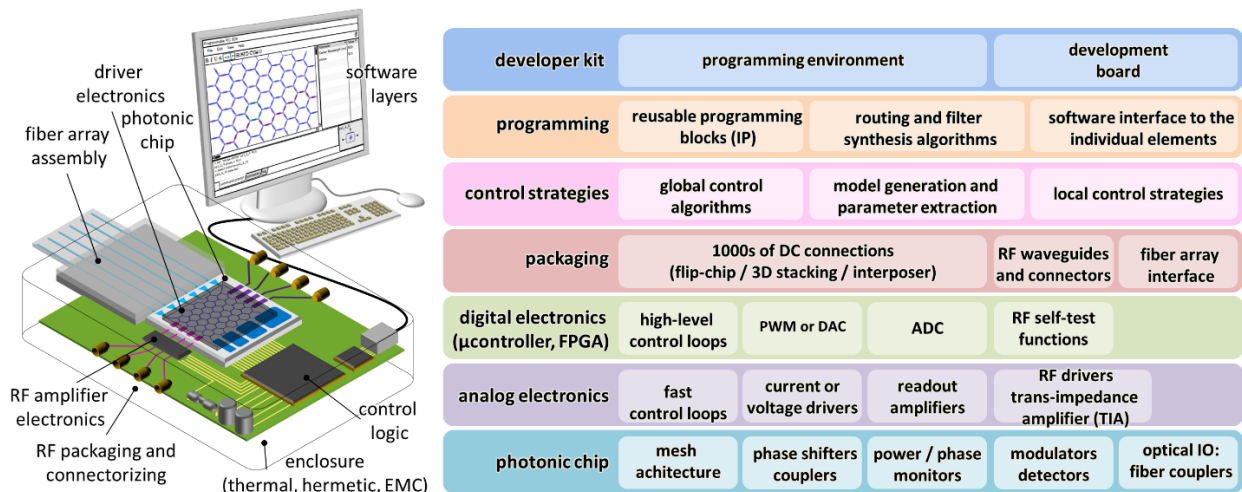 driver
electronics
photonic
chip
fiber array
assembly
software
layers
RF amplifier
electronics
RF packaging and
connectorizing
control
logic
enclosure
(thermal, hermetic, EMC)
developer kit
programming environment
development
board
programming
reusable programming
blocks (IP)
routing and filter
synthesis algorithms
software interface to the
individual elements
control strategies
global control
algorithms
model generation and
parameter extraction
local control strategies
packaging
1000s of DC connections
(flip-chip / 3D stacking / interposer)
RF waveguides
and connectors
fiber array
interface
digital electronics
(μcontroller, FPGA)
high-level
control loops
PWM or DAC
ADC
RF self-test
functions
analog electronics
fast
control loops
current or
voltage drivers
readout
amplifiers
RF drivers
trans-impedance
amplifier (TIA)
photonic chip
mesh
achitecture
phase shifters
couplers
power / phase
monitors
modulators
detectors
optical IO:
fiber couplers